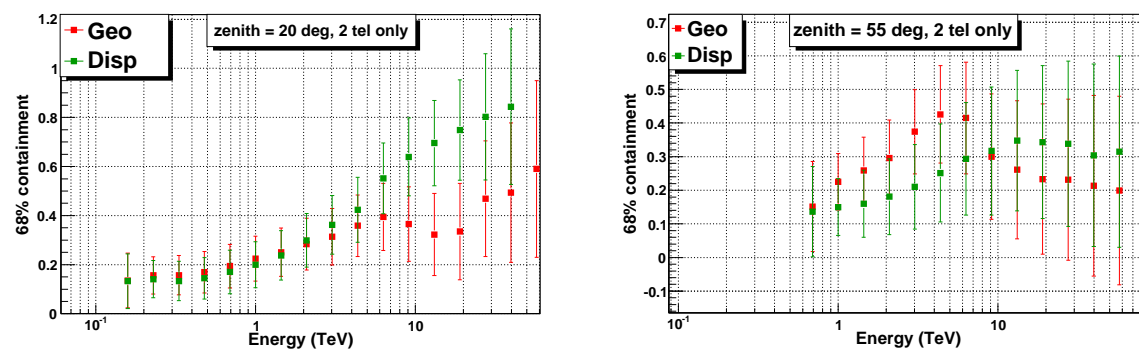 zenith = 20 deg, 2 tel only
Geo
Disp
68% containment
1.2
1
0.8
0.6
0.4
0.2
0
10-1
1
10
Energy (TeV)
zenith = 55 deg, 2 tel only
Geo
Disp
68% containment
0.7
0.6
0.5
0.4
0.3
0.2
0.1
0
-0.1
10-1
1
10
Energy (TeV)